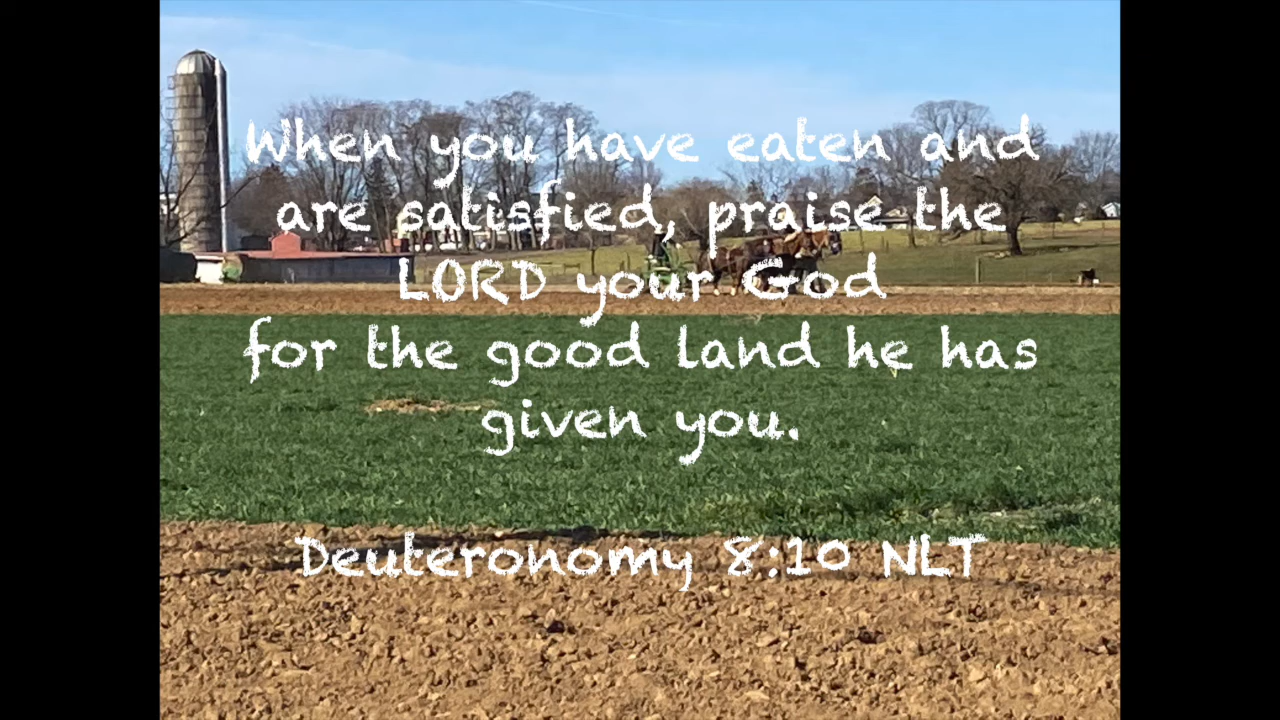 When you have eaten and
are satisfied, praise the
LORD your God
for the good land he has
given you.
Deuteronomy 8:10 NLT